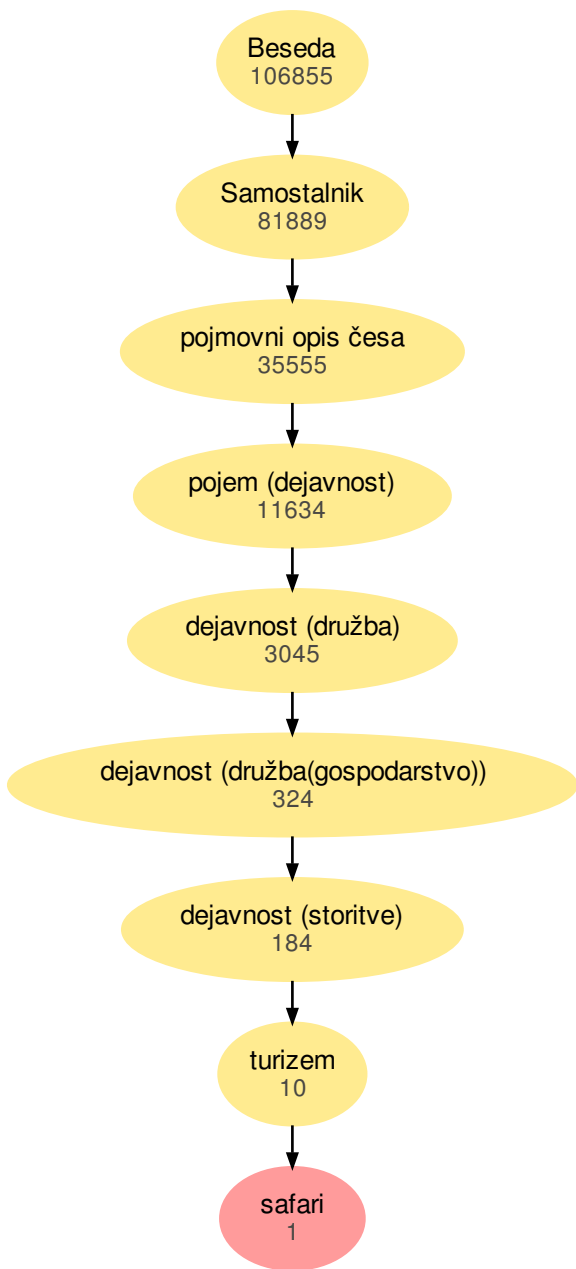 Beseda
106855
Samostalnik
81889
pojmovni opis česa
35555
pojem (dejavnost)
11634
dejavnost (družba)
3045
dejavnost (družba(gospodarstvo))
324
dejavnost (storitve)
184
turizem
10
safari
1